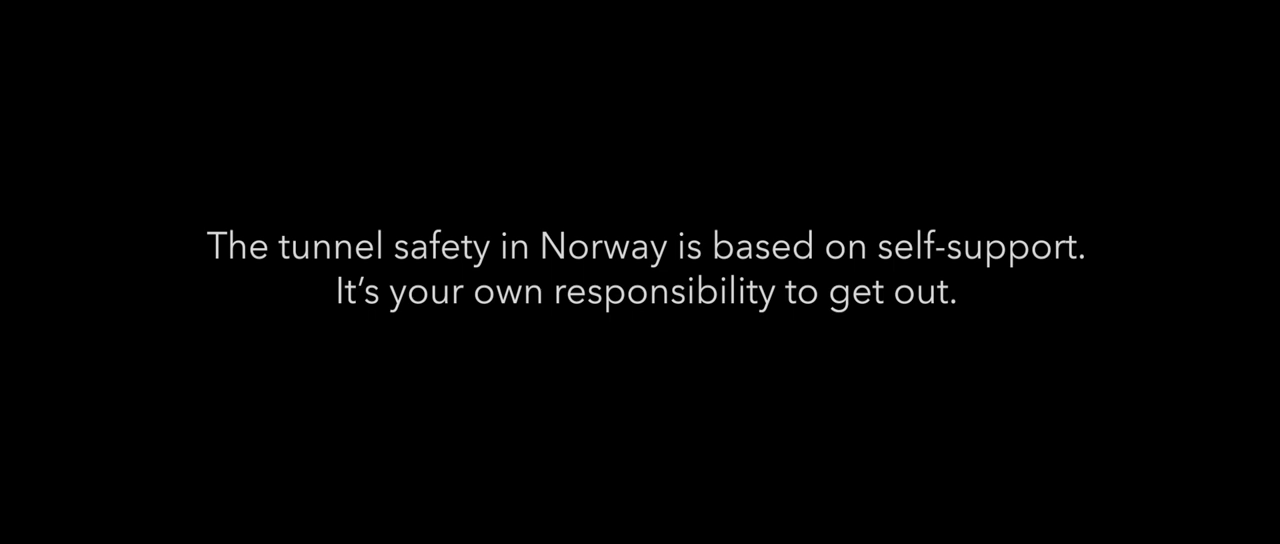 The tunnel safety in Norway is based on self-support.
It’s your own responsibility to get out.